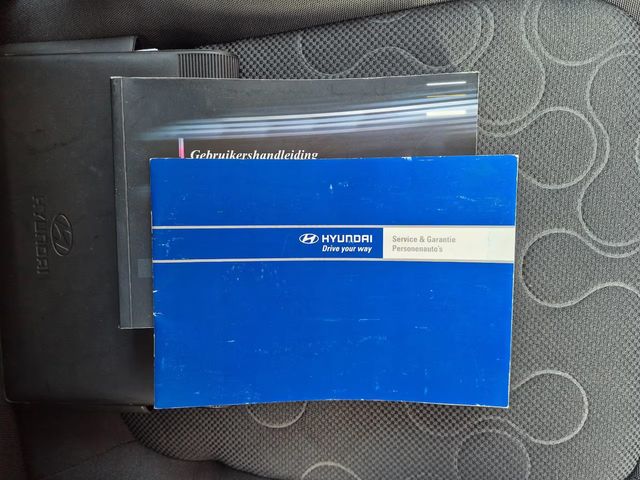 Gebruikershandleiding
HYUNDAI
Drive your way
Service & Garantie
Personenauto's
HYUNDAI